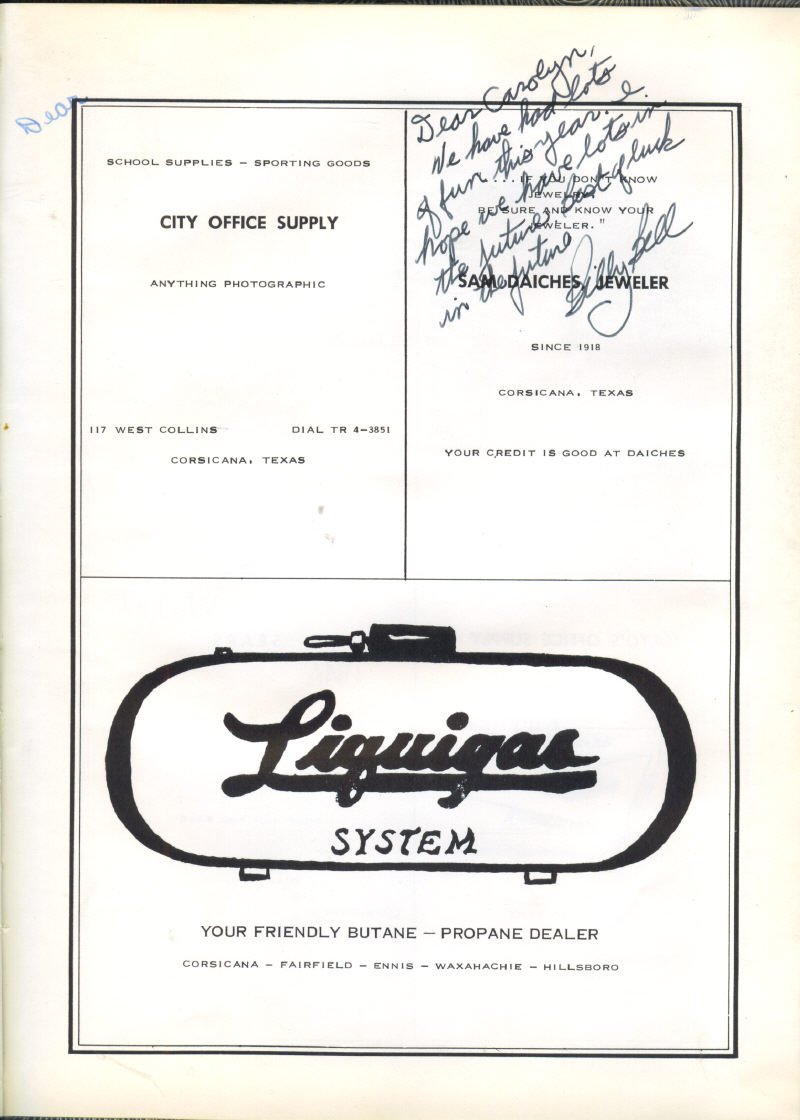 Dear
Dear Carolyn,
We have had lots
of fun this year. I
hope we have lots in
the future. best of luck
in the future
Billy Bell
SCHOOL SUPPLIES – SPORTING GOODS
CITY OFFICE SUPPLY
ANYTHING PHOTOGRAPHIC
117 WEST COLLINS DIAL TR 4–3851
CORSICANA, TEXAS
. . . . IF YOU DON'T KNOW
JEWELRY,
BE SURE AND KNOW YOUR
JEWELER. "
SAM DAICHES, JEWELER
SINCE 1918
CORSICANA, TEXAS
YOUR CREDIT IS GOOD AT DAICHES
Liquigas
SYSTEM
YOUR FRIENDLY BUTANE – PROPANE DEALER
CORSICANA – FAIRFIELD – ENNIS – WAXAHACHIE – HILLSBORO